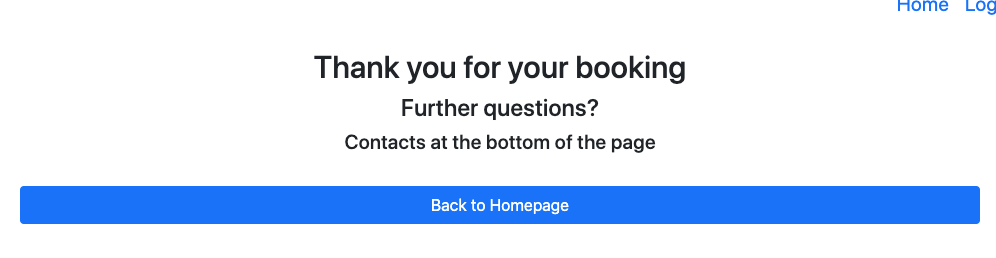 Home Log
Thank you for your booking
Further questions?
Contacts at the bottom of the page
Back to Homepage